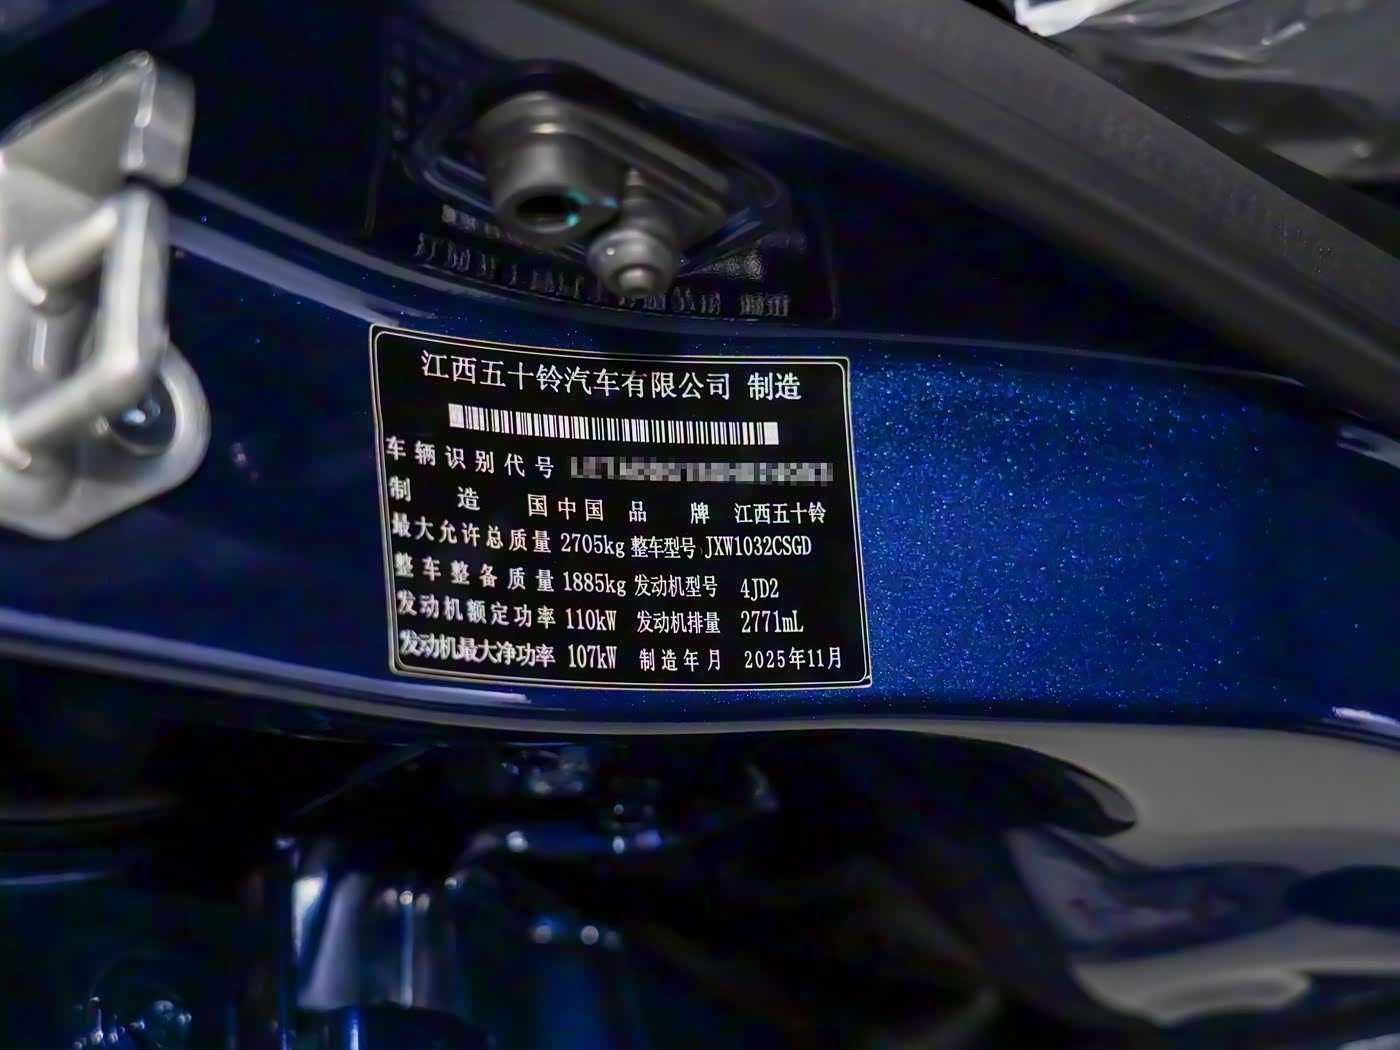 江西五十铃汽车有限公司 制造
车辆识别代号
制造国 中国 品牌 江西五十铃
最大允许总质量 2705kg 整车型号 JXW1032CSGD
整车整备质量 1885kg 发动机型号 4JD2
发动机额定功率 110kW 发动机排量 2771mL
发动机最大净功率 107kW 制造年月 2025年11月